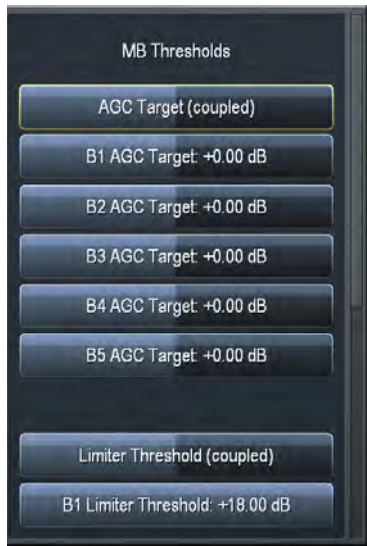 MB Thresholds
AGC Target (coupled)
B1 AGC Target: +0.00 dB
B2 AGC Target: +0.00 dB
B3 AGC Target: +0.00 dB
B4 AGC Target: +0.00 dB
B5 AGC Target: +0.00 dB
Limiter Threshold (coupled)
B1 Limiter Threshold: +18.00 dB